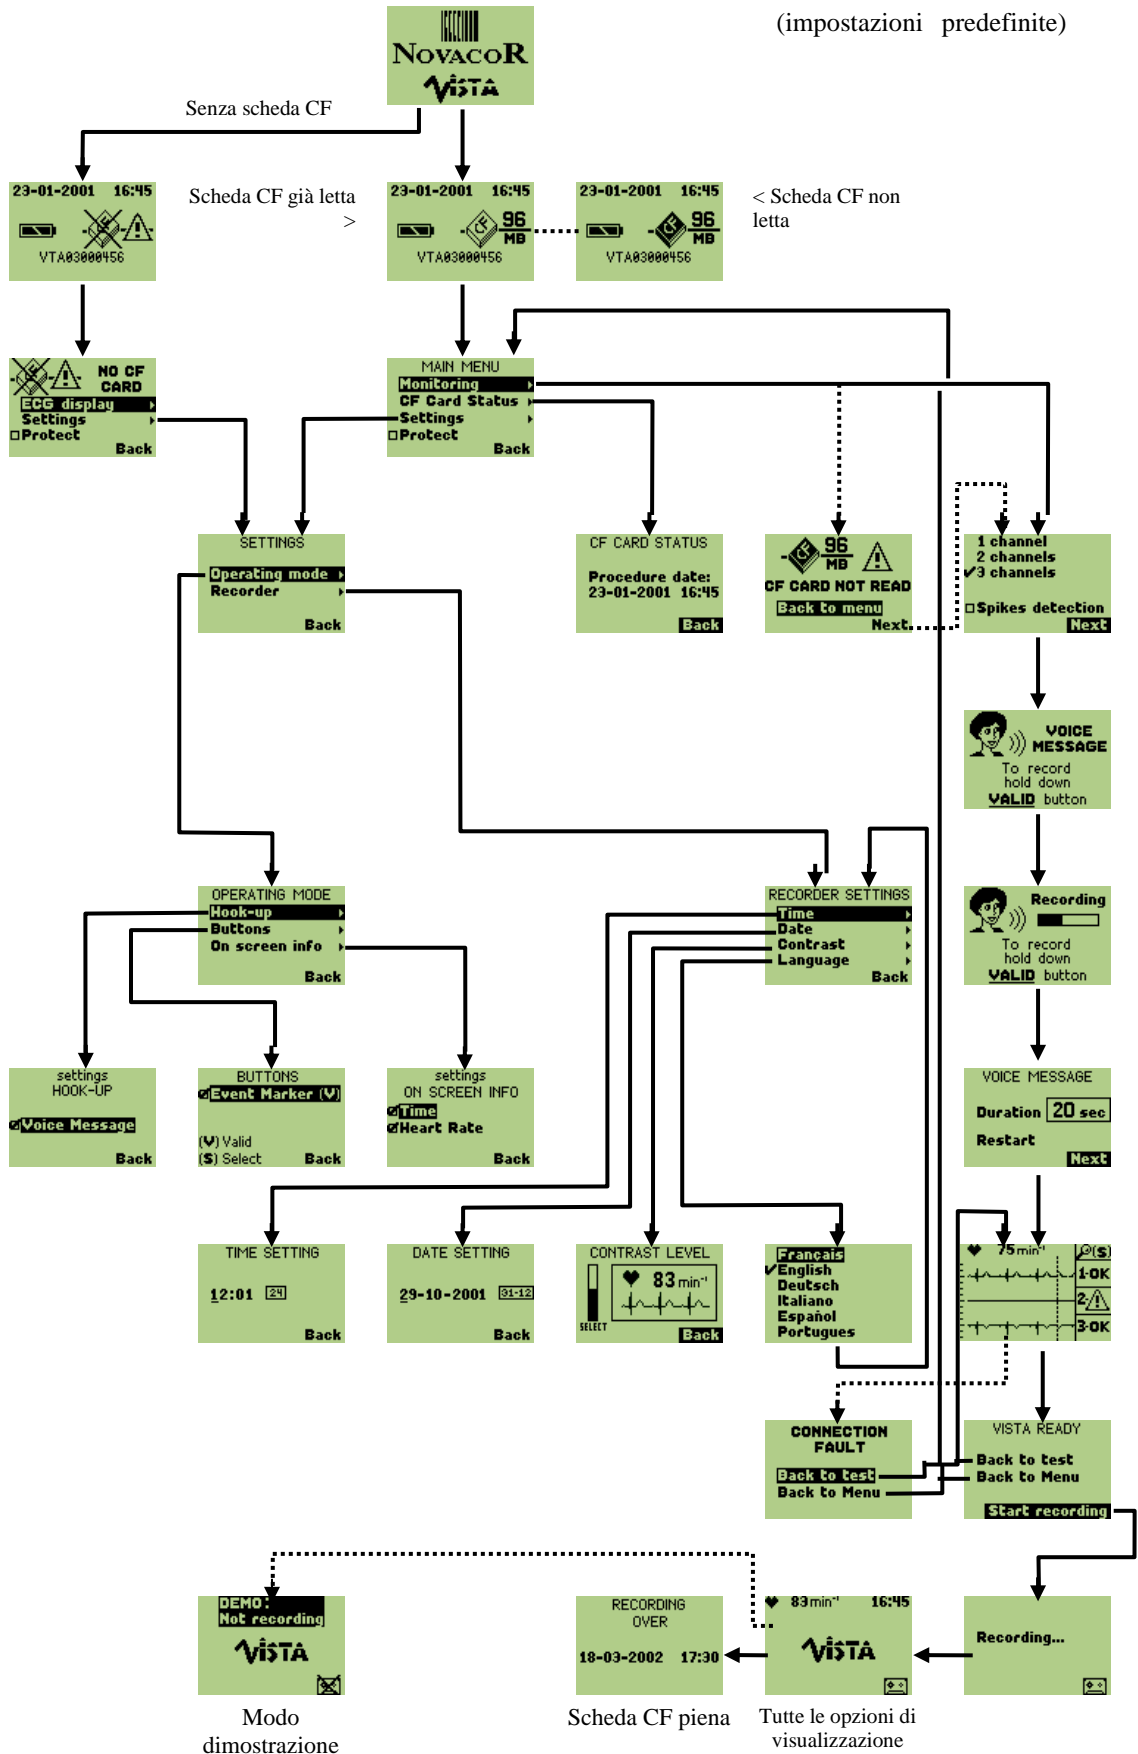 (impostazioni predefinite)
NOVACOR
VISTA
Senza scheda CF
23-01-2001 16:45
VTA03000456
Scheda CF già letta
>
23-01-2001 16:45
CF 96
MB
VTA03000456
23-01-2001 16:45
CF 96
MB
VTA03000456
< Scheda CF non
letta
NO CF
CARD
ECG display
Settings
Protect
Back
MAIN MENU
Monitoring
CF Card Status
Settings
Protect
Back
SETTINGS
Operating mode
Recorder
Back
CF CARD STATUS
Procedure date:
23-01-2001 16:45
Back
CF 96
MB
CF CARD NOT READ
Back to menu
Next
1 channel
2 channels
3 channels
Spikes detection
Next
VOICE
MESSAGE
To record
hold down
VALID button
Recording
To record
hold down
VALID button
OPERATING MODE
Hook-up
Buttons
On screen info
Back
RECORDER SETTINGS
Time
Date
Contrast
Language
Back
settings
HOOK-UP
Voice Message
Back
BUTTONS
Event Marker (V)
(V) Valid
(S) Select Back
settings
ON SCREEN INFO
Time
Heart Rate
Back
VOICE MESSAGE
Duration 20 sec
Restart
Next
TIME SETTING
12:01 24
Back
DATE SETTING
29-10-2001 31-12
Back
CONTRAST LEVEL
83 min⁻¹
SELECT
Back
Français
English
Deutsch
Italiano
Español
Portugues
75 min⁻¹ (S)
1-OK
2-
3-OK
CONNECTION
FAULT
Back to test
Back to Menu
VISTA READY
Back to test
Back to Menu
Start recording
DEMO:
Not recording
VISTA
Modo
dimostrazione
RECORDING
OVER
18-03-2002 17:30
Scheda CF piena
83 min⁻¹ 16:45
VISTA
Tutte le opzioni di
visualizzazione
Recording...